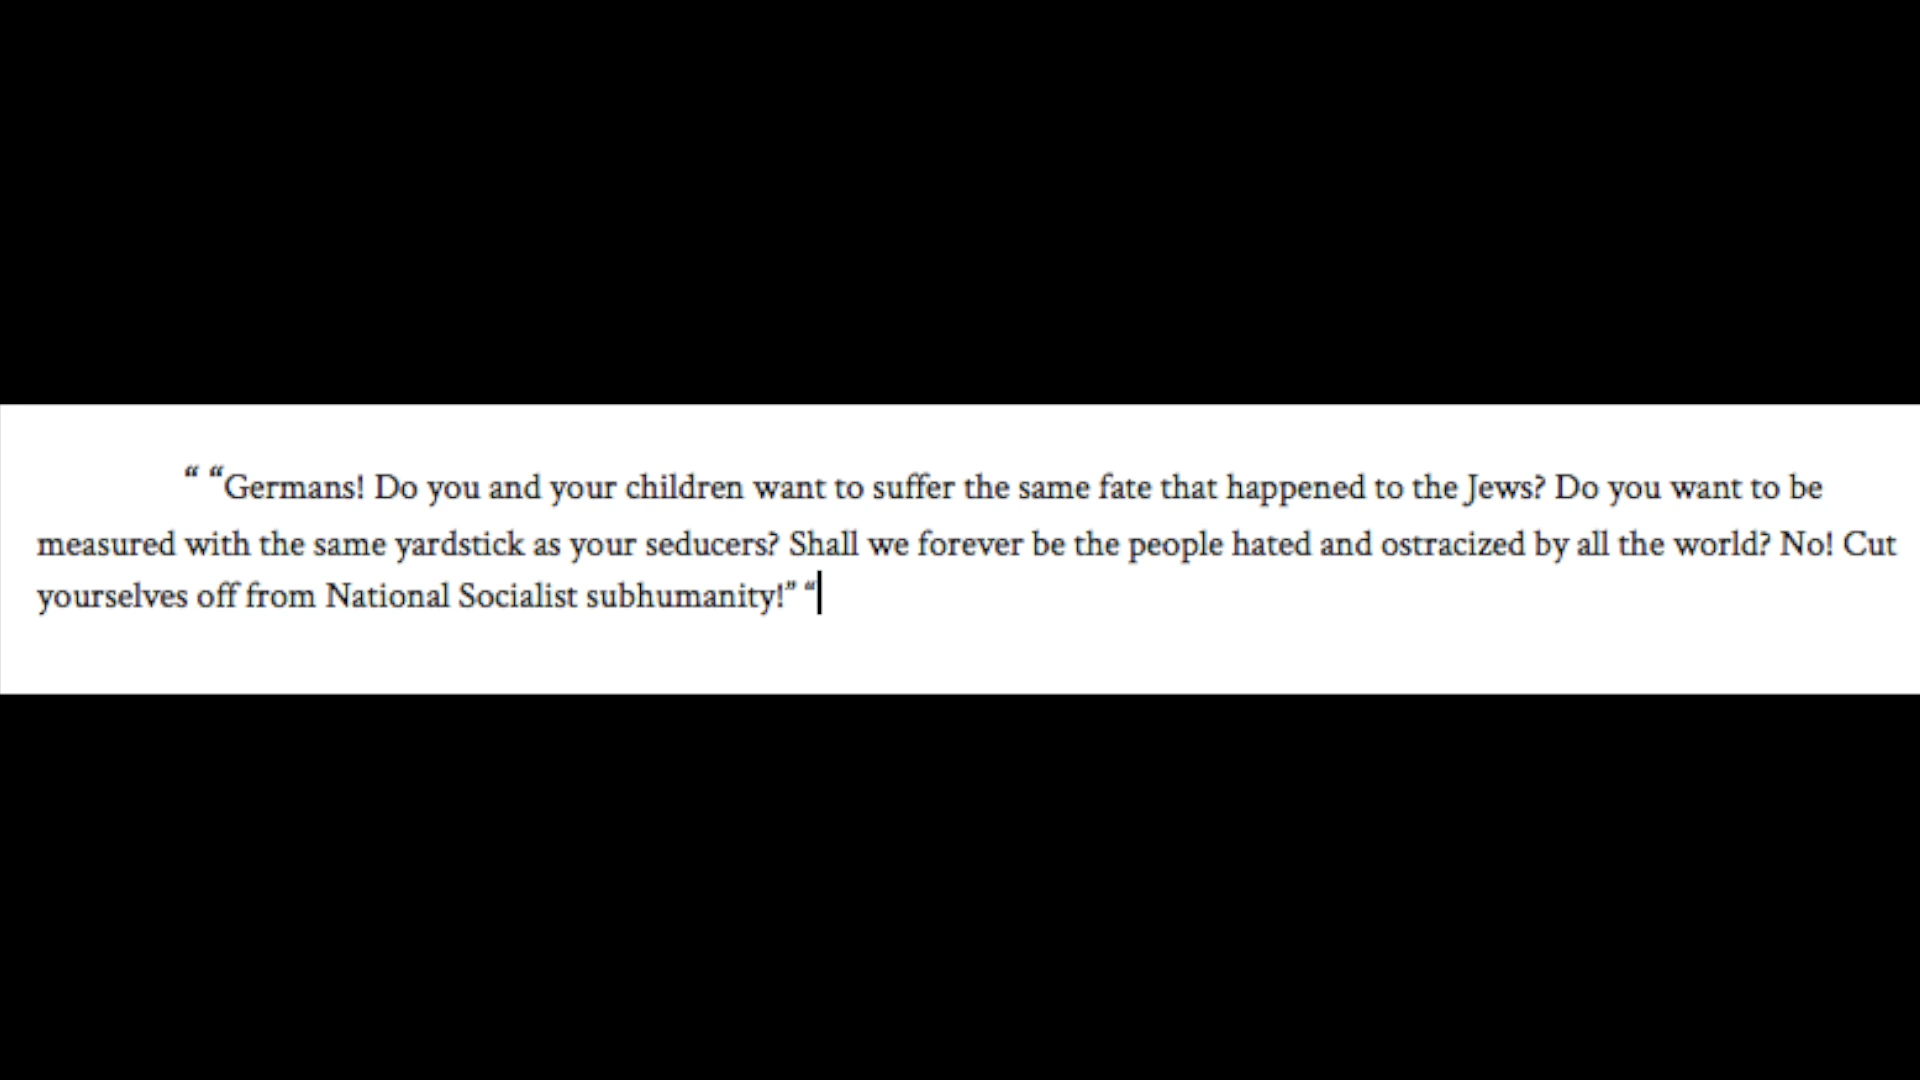 “ “Germans! Do you and your children want to suffer the same fate that happened to the Jews? Do you want to be
measured with the same yardstick as your seducers? Shall we forever be the people hated and ostracized by all the world? No! Cut
yourselves off from National Socialist subhumanity!” “